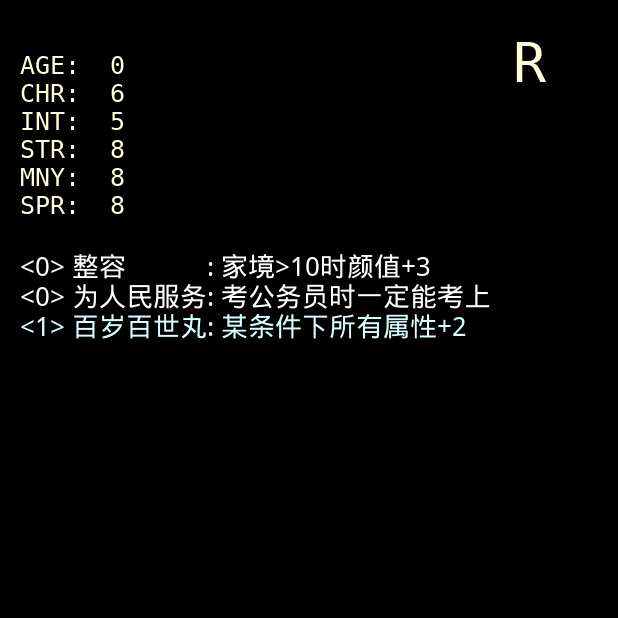 R
AGE: 0
CHR: 6
INT: 5
STR: 8
MNY: 8
SPR: 8
<0> 整容 : 家境>10时颜值+3
<0> 为人民服务: 考公务员时一定能考上
<1> 百岁百世丸: 某条件下所有属性+2